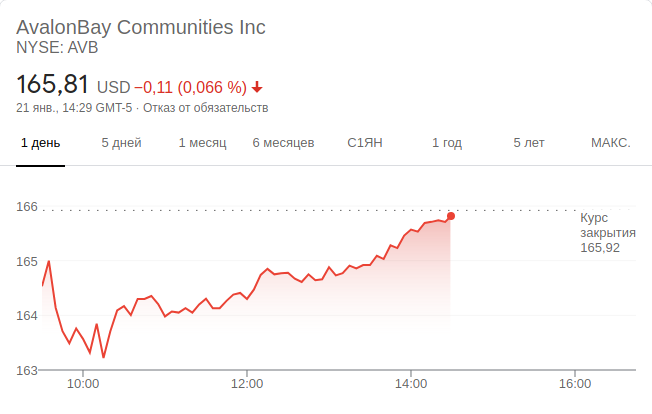 AvalonBay Communities Inc
NYSE: AVB
165,81 USD −0,11 (0,066 %)
21 янв., 14:29 GMT-5 · Отказ от обязательств
1 день 5 дней 1 месяц 6 месяцев С1ЯН 1 год 5 лет МАКС.
166
Курс
закрытия
165,92
165
164
163
10:00 12:00 14:00 16:00